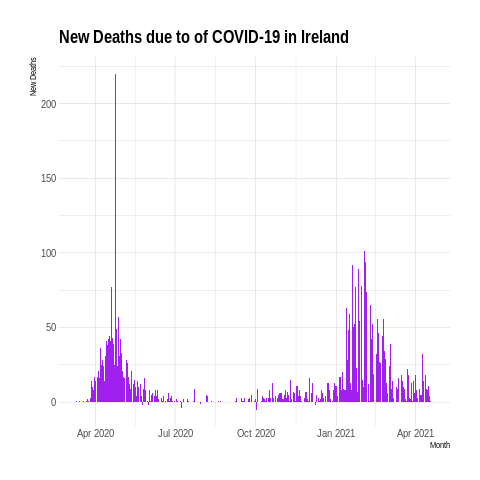 New Deaths due to of COVID-19 in Ireland
New Deaths
200
150
100
50
0
Apr 2020 Jul 2020 Oct 2020 Jan 2021 Apr 2021
Month